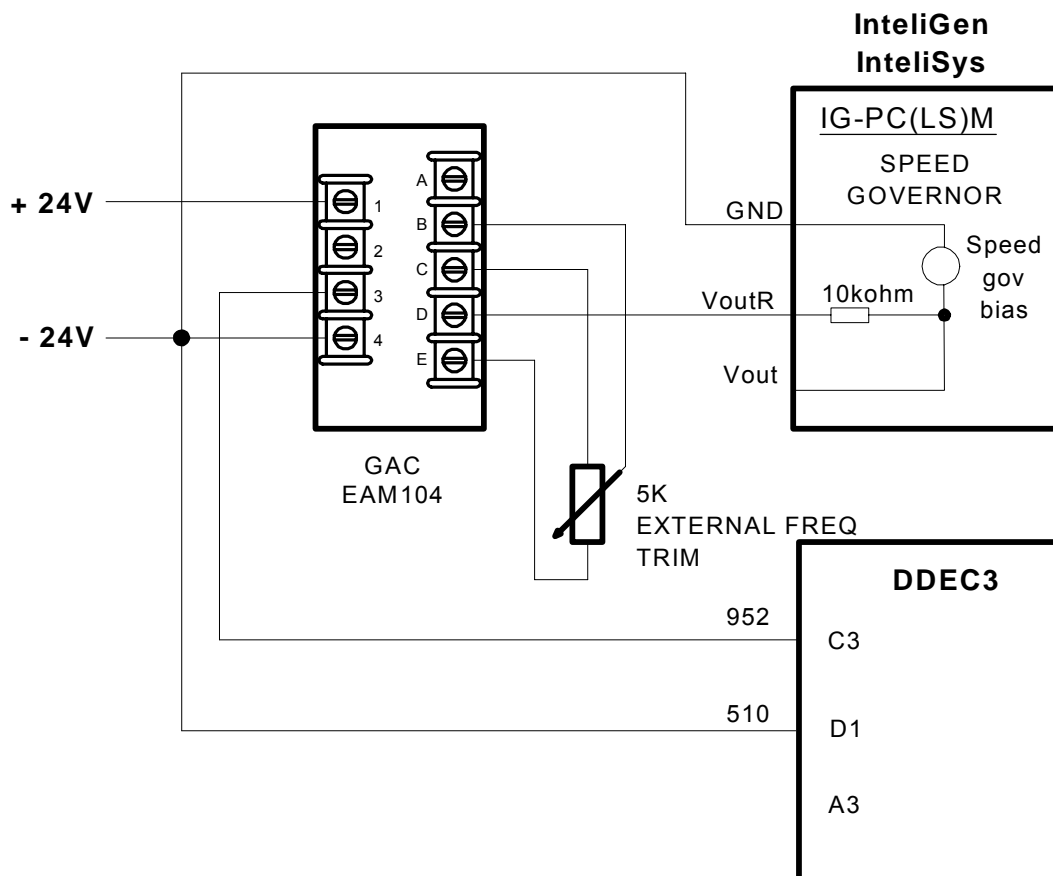 InteliGen
InteliSys
IG-PC(LS)M
SPEED
GOVERNOR
GND
Speed
gov
bias
10kohm
VoutR
Vout
+ 24V
- 24V
1
2
3
4
A
B
C
D
E
GAC
EAM104
5K
EXTERNAL FREQ
TRIM
DDEC3
952
C3
510
D1
A3